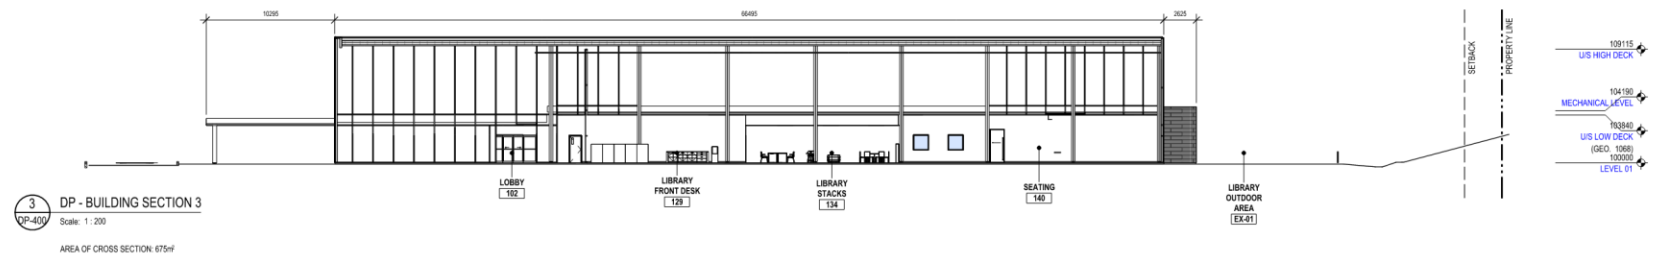 10295
66495
2625
SETBACK
PROPERTY LINE
109115
U/S HIGH DECK
104190
MECHANICAL LEVEL
103840
U/S LOW DECK
(GEO. 1068)
100000
LEVEL 01
LOBBY
102
LIBRARY
FRONT DESK
129
LIBRARY
STACKS
134
SEATING
140
LIBRARY
OUTDOOR
AREA
EX-01
3
DP-400
DP - BUILDING SECTION 3
Scale: 1 : 200
AREA OF CROSS SECTION: 675m²